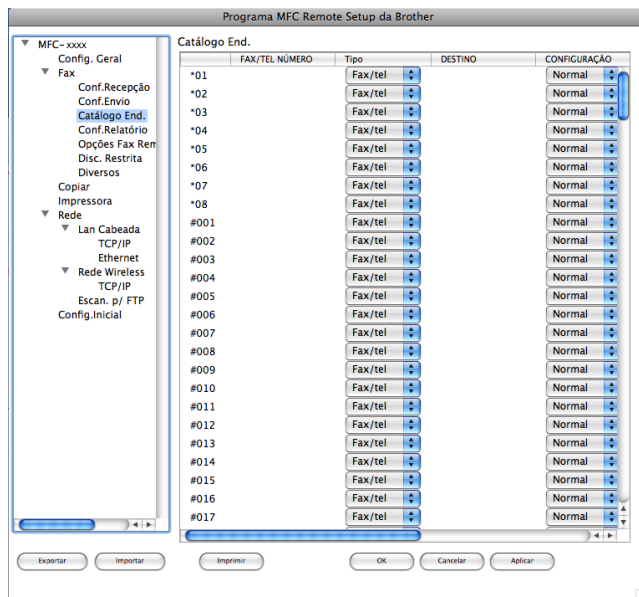 Programa MFC Remote Setup da Brother
MFC-xxxx
Config. Geral
Fax
Conf.Recepção
Conf.Envio
Catálogo End.
Conf.Relatório
Opções Fax Rem
Disc. Restrita
Diversos
Copiar
Impressora
Rede
Lan Cabeada
TCP/IP
Ethernet
Rede Wireless
TCP/IP
Escan. p/ FTP
Config.Inicial
Catálogo End.
FAX/TEL NÚMERO Tipo DESTINO CONFIGURAÇÃO
*01 Fax/tel Normal
*02 Fax/tel Normal
*03 Fax/tel Normal
*04 Fax/tel Normal
*05 Fax/tel Normal
*06 Fax/tel Normal
*07 Fax/tel Normal
*08 Fax/tel Normal
#001 Fax/tel Normal
#002 Fax/tel Normal
#003 Fax/tel Normal
#004 Fax/tel Normal
#005 Fax/tel Normal
#006 Fax/tel Normal
#007 Fax/tel Normal
#008 Fax/tel Normal
#009 Fax/tel Normal
#010 Fax/tel Normal
#011 Fax/tel Normal
#012 Fax/tel Normal
#013 Fax/tel Normal
#014 Fax/tel Normal
#015 Fax/tel Normal
#016 Fax/tel Normal
#017 Fax/tel Normal
Exportar Importar Imprimir OK Cancelar Aplicar